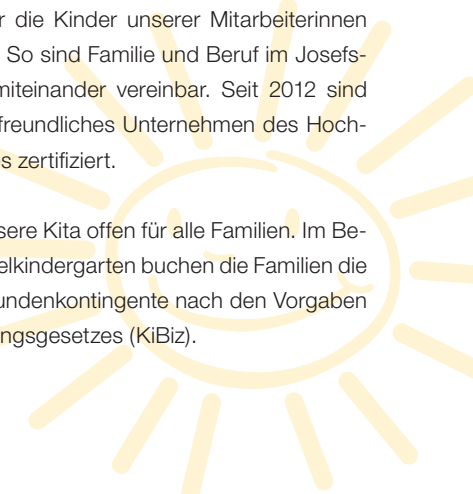 r die Kinder unserer Mitarbeiterinnen
So sind Familie und Beruf im Josefs-
miteinander vereinbar. Seit 2012 sind
freundliches Unternehmen des Hoch-
s zertifiziert.
sere Kita offen für alle Familien. Im Be-
elkindergarten buchen die Familien die
undenkontingente nach den Vorgaben
ngsgesetzes (KiBiz).